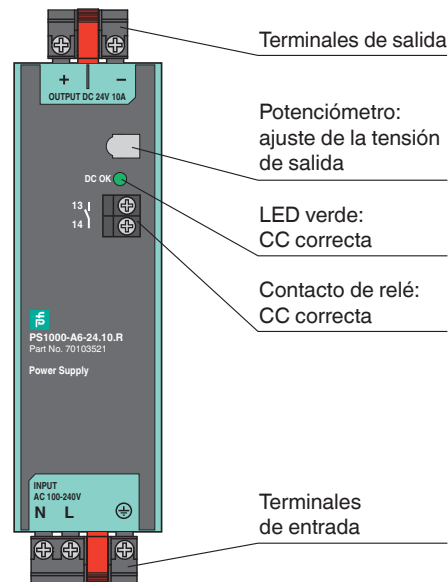 Terminales de salida
+ −
OUTPUT DC 24V 10A
Potenciómetro:
ajuste de la tensión
de salida
DC OK
LED verde:
CC correcta
13
14
Contacto de relé:
CC correcta
PS1000-A6-24.10.R
Part No. 70103521
Power Supply
INPUT
AC 100-240V
N L
Terminales
de entrada